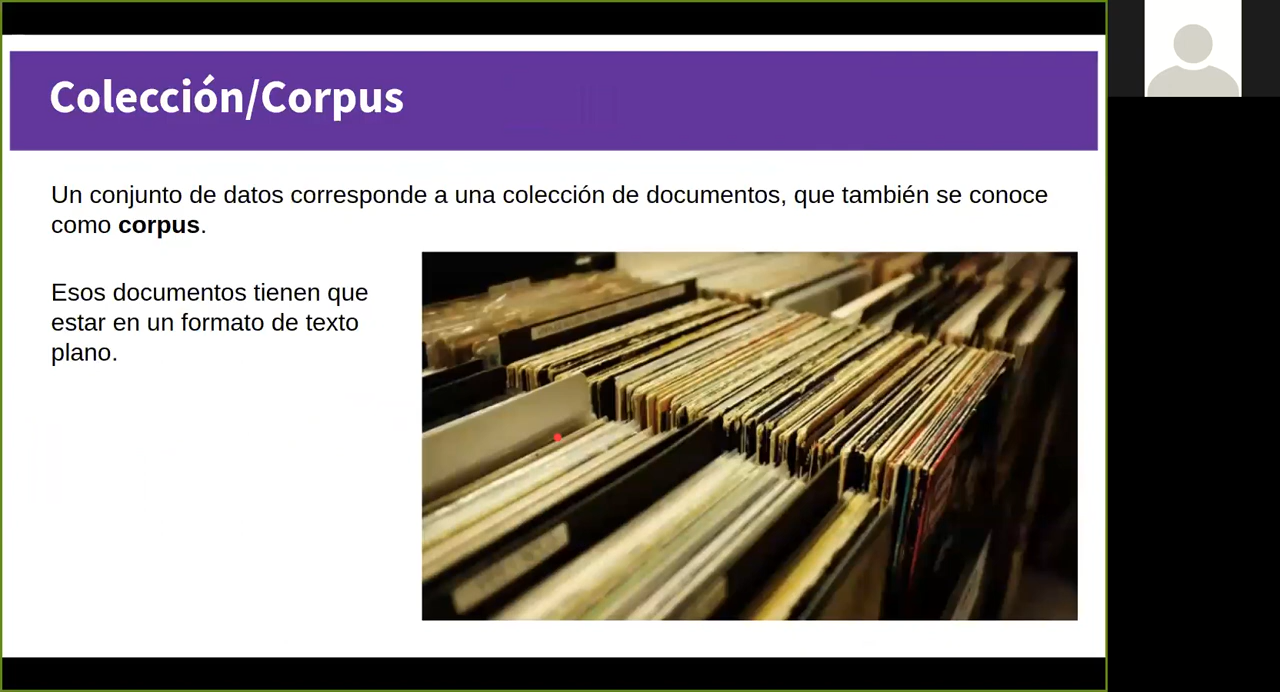 Colección/Corpus
Un conjunto de datos corresponde a una colección de documentos, que también se conoce
como corpus.
Esos documentos tienen que
estar en un formato de texto
plano.